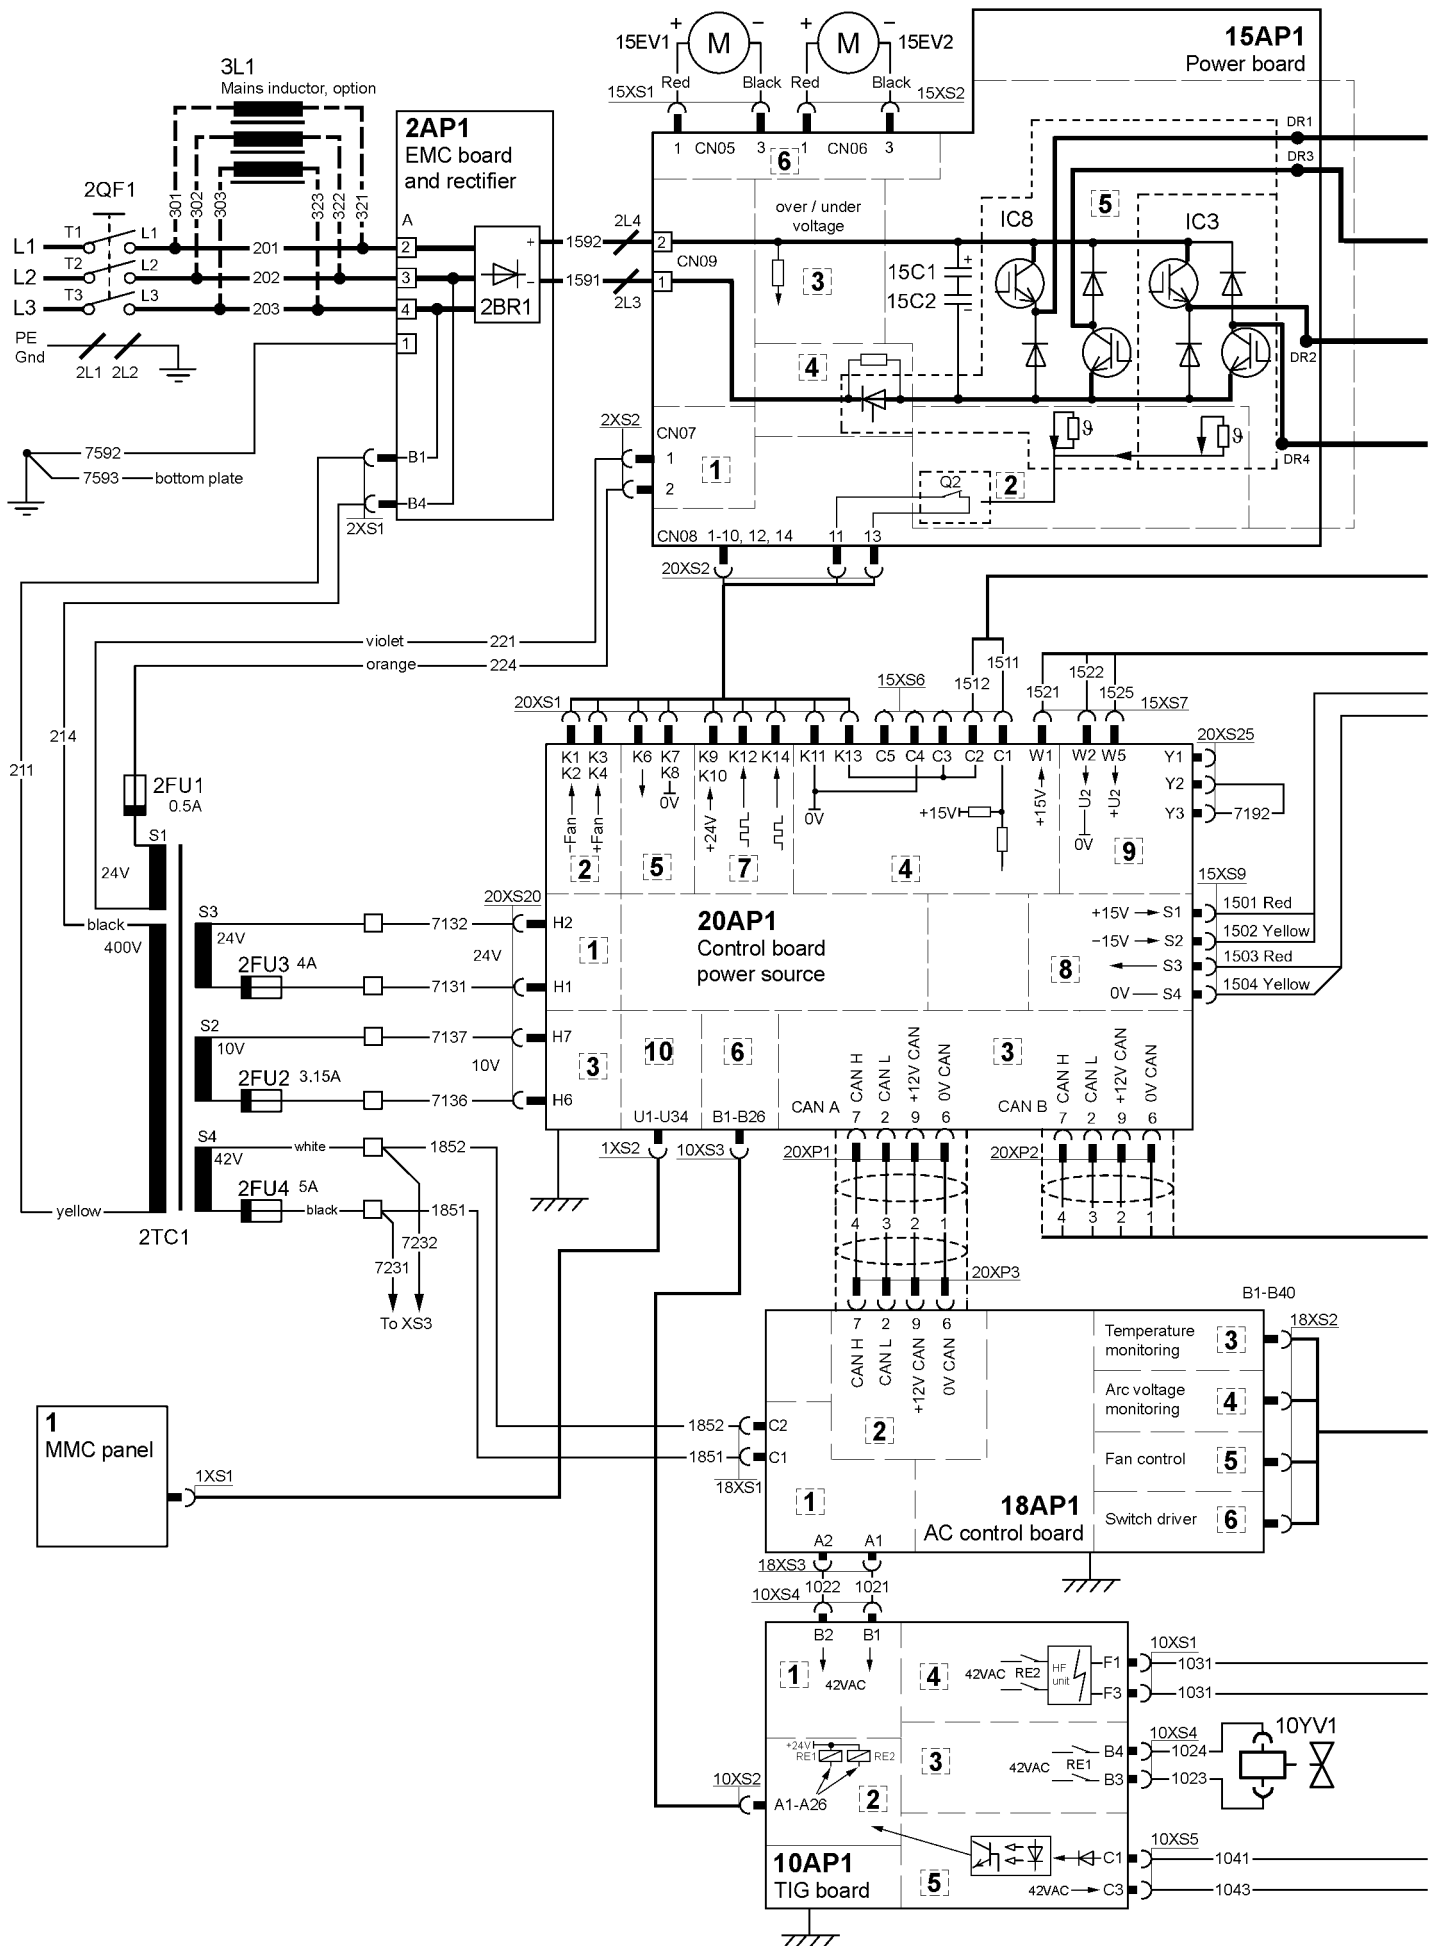 15AP1
Power board
15EV1
+
M
−
+
M
−
15EV2
Red
Black
Red
Black
15XS1
15XS2
1
CN05
3
1
CN06
3
6
3L1
Mains inductor, option
2AP1
EMC board
and rectifier
2QF1
301
302
303
323
322
321
T1
L1
L1
201
T2
L2
L2
202
T3
L3
L3
203
A
2
3
4
1
+
−
2BR1
1592
2L4
1591
2L3
2
CN09
1
PE
Gnd
2L1
2L2
7592
7593
bottom plate
B1
B4
2XS1
over / under
voltage
3
4
15C1
15C2
+
−
IC8
5
IC3
DR1
DR3
DR2
DR4
ϑ
ϑ
2XS2
CN07
1
2
1
Q2
2
CN08
1-10, 12, 14
11
13
20XS2
violet
221
orange
224
214
211
20XS1
15XS6
1512
1511
1521
1522
1525
15XS7
K1
K2
K3
K4
K6
K7
K8
K9
K10
K12
K14
K11
K13
C5
C4
C3
C2
C1
W1
W2
W5
−Fan
+Fan
0V
+24V
0V
+15V
+15V
−U2
0V
+U2
2
5
7
4
9
Y1
Y2
Y3
20XS25
7192
2FU1
0.5A
S1
24V
black
400V
yellow
2TC1
S3
24V
2FU3
4A
7132
24V
7131
20XS20
H2
H1
1
S2
10V
2FU2
3.15A
7137
10V
7136
H7
H6
3
20AP1
Control board
power source
+15V
S1
−15V
S2
S3
0V
S4
8
15XS9
1501 Red
1502 Yellow
1503 Red
1504 Yellow
10
6
3
U1-U34
B1-B26
CAN A
CAN H
CAN L
+12V CAN
0V CAN
7
2
9
6
CAN B
CAN H
CAN L
+12V CAN
0V CAN
7
2
9
6
1XS2
10XS3
20XP1
20XP2
4
3
2
1
4
3
2
1
20XP3
S4
42V
white
1852
2FU4
5A
black
1851
7231
7232
To XS3
7
2
9
6
CAN H
CAN L
+12V CAN
0V CAN
2
1852
C2
1851
C1
18XS1
1
18AP1
AC control board
B1-B40
18XS2
Temperature
monitoring
3
Arc voltage
monitoring
4
Fan control
5
Switch driver
6
1
MMC panel
1XS1
A2
A1
18XS3
1022
1021
10XS4
B2
B1
1
42VAC
+24V
RE1
RE2
A1-A26
2
10XS2
10AP1
TIG board
4
42VAC
RE2
HF
unit
F1
F3
10XS1
1031
1031
3
42VAC
RE1
B4
B3
10XS4
1024
1023
10YV1
5
42VAC
C1
C3
10XS5
1041
1043